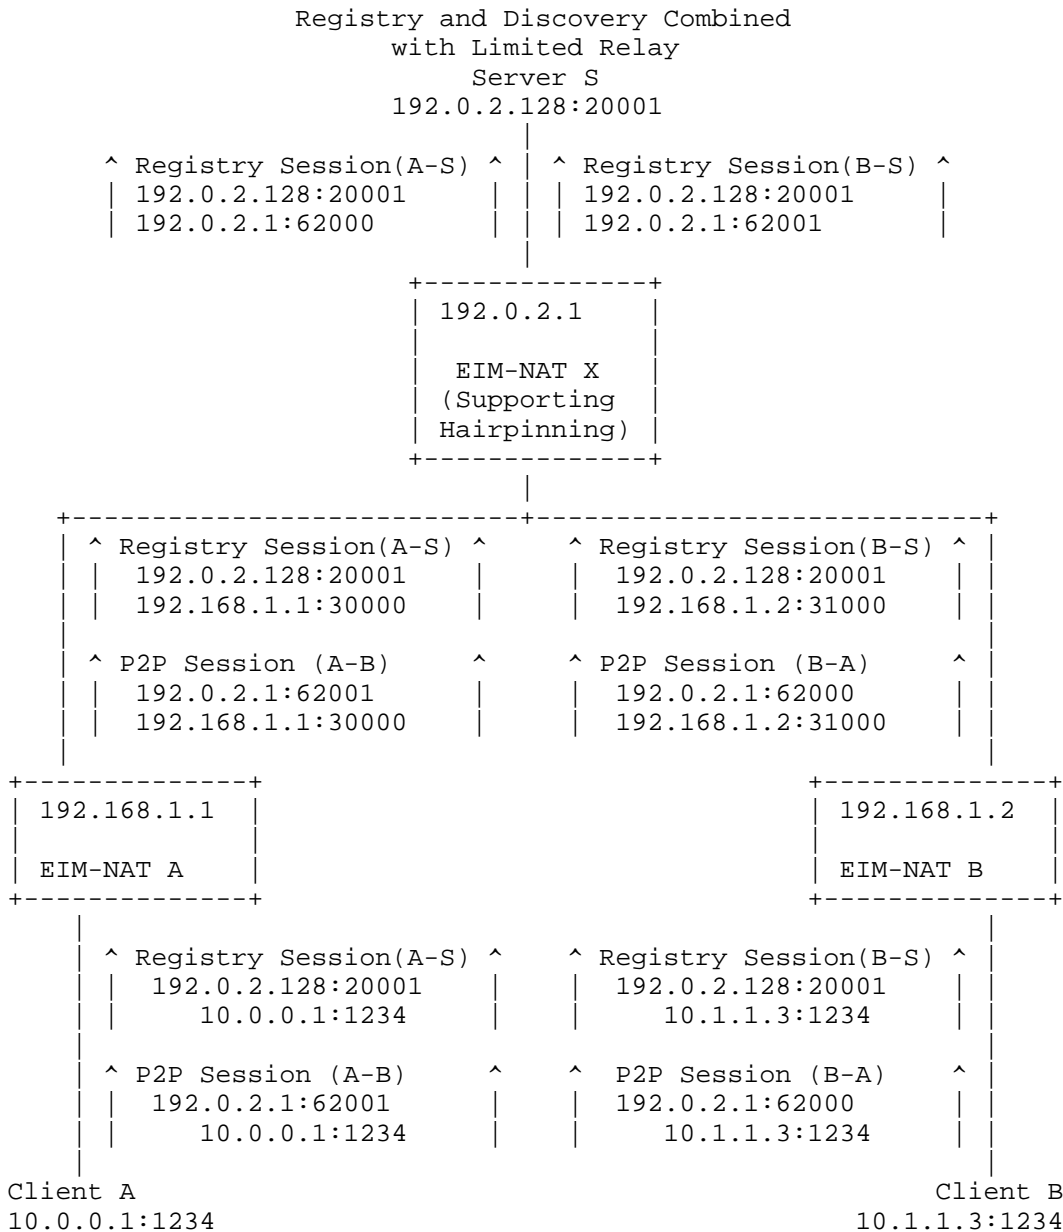 Registry and Discovery Combined
with Limited Relay
Server S
192.0.2.128:20001
|
^ Registry Session(A-S) ^ | ^ Registry Session(B-S) ^
| 192.0.2.128:20001 | | | 192.0.2.128:20001 |
| 192.0.2.1:62000 | | | 192.0.2.1:62001 |
|
+--------------+
| 192.0.2.1 |
| |
| EIM-NAT X |
| (Supporting |
| Hairpinning) |
+--------------+
|
+----------------------------+----------------------------+
| ^ Registry Session(A-S) ^ ^ Registry Session(B-S) ^ |
| | 192.0.2.128:20001 | | 192.0.2.128:20001 | |
| | 192.168.1.1:30000 | | 192.168.1.2:31000 | |
| |
| ^ P2P Session (A-B) ^ ^ P2P Session (B-A) ^ |
| | 192.0.2.1:62001 | | 192.0.2.1:62000 | |
| | 192.168.1.1:30000 | | 192.168.1.2:31000 | |
| |
+--------------+ +--------------+
| 192.168.1.1 | | 192.168.1.2 |
| | | |
| EIM-NAT A | | EIM-NAT B |
+--------------+ +--------------+
| |
| ^ Registry Session(A-S) ^ ^ Registry Session(B-S) ^ |
| | 192.0.2.128:20001 | | 192.0.2.128:20001 | |
| | 10.0.0.1:1234 | | 10.1.1.3:1234 | |
| |
| ^ P2P Session (A-B) ^ ^ P2P Session (B-A) ^ |
| | 192.0.2.1:62001 | | 192.0.2.1:62000 | |
| | 10.0.0.1:1234 | | 10.1.1.3:1234 | |
| |
Client A Client B
10.0.0.1:1234 10.1.1.3:1234